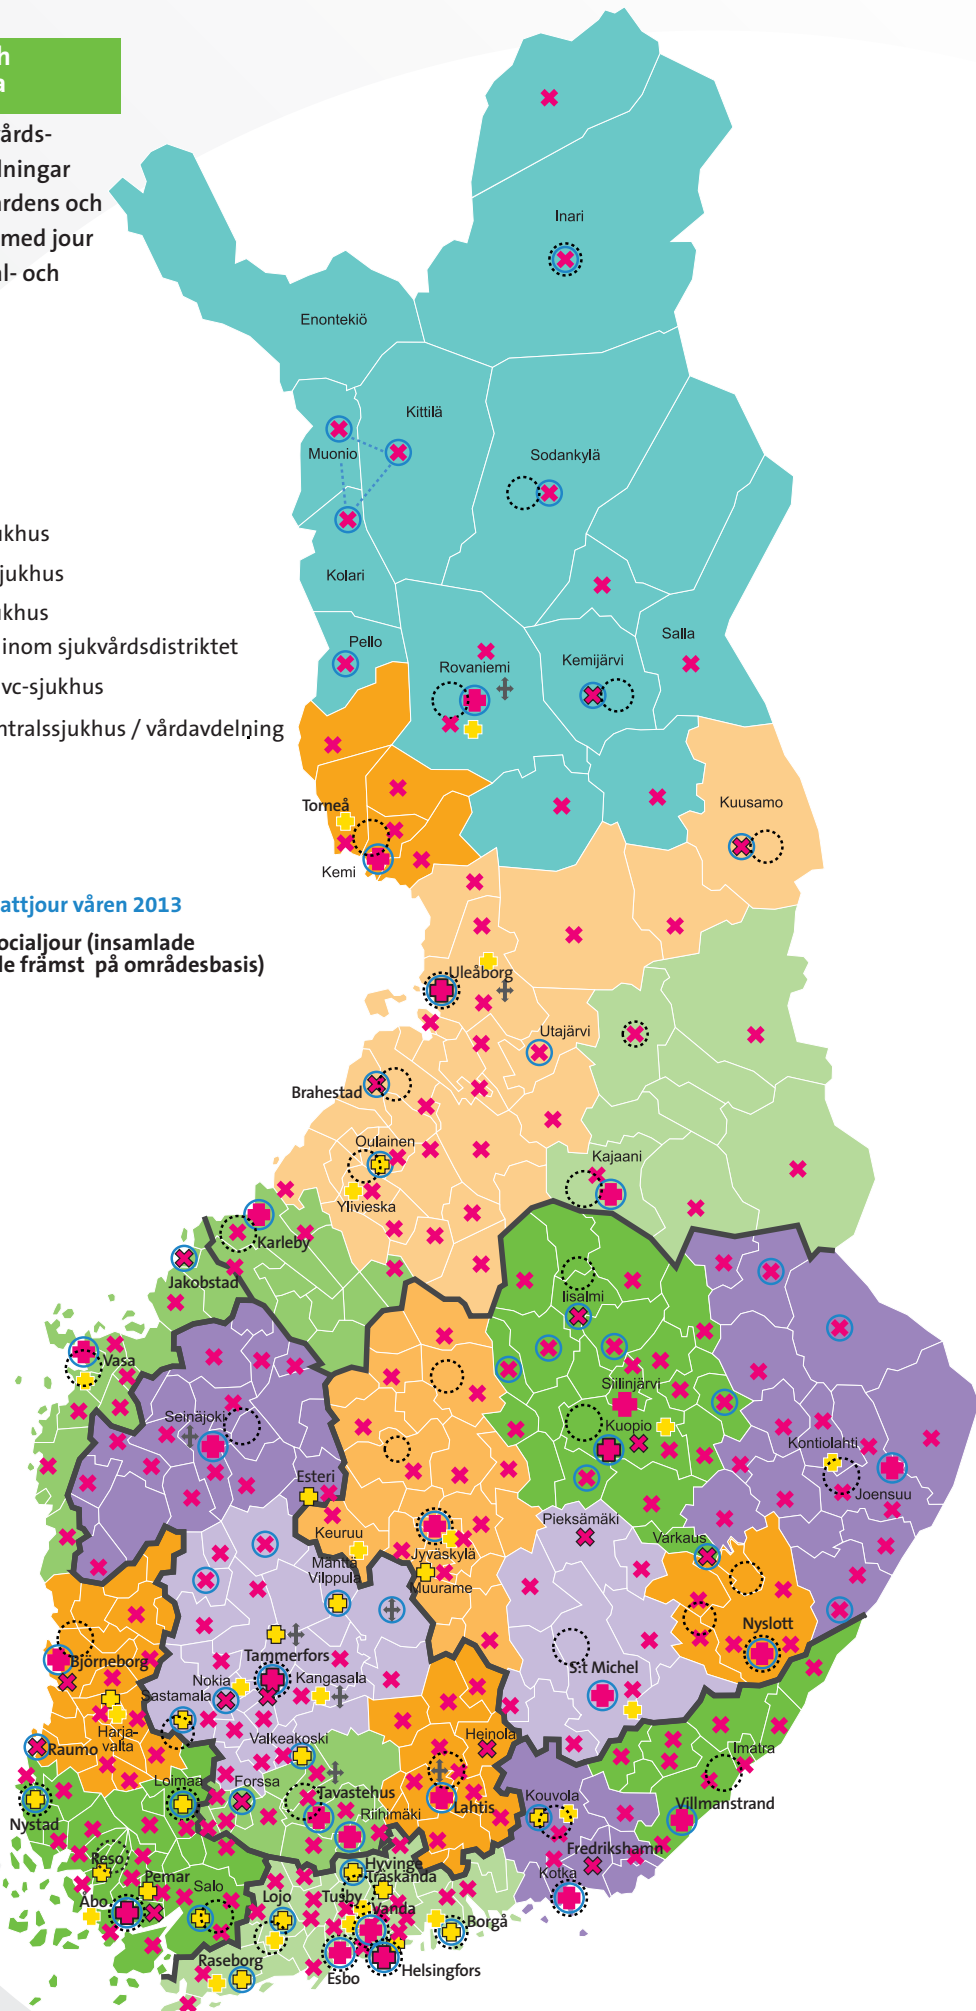 h
a
årds-
lningar
ardens och
med jour
al- och
ukhus
jukhus
ukhus
inom sjukvårdsdistriktet
vc-sjukhus
ntralssjukhus / vårdavdelning
attjour våren 2013
ocialjour (insamlade
le främst på områdesbasis)
Inari
Enontekiö
Kittilä
Muonio
Sodankylä
Kolari
Salla
Pello
Kemijärvi
Rovaniemi
Kuusamo
Torneå
Kemi
Uleåborg
Utajärvi
Brahestad
Oulainen
Kajaani
Ylivieska
Karleby
Jakobstad
Iisalmi
Vasa
Siilinjärvi
Seinäjoki
Kuopio
Kontiolahti
Esteri
Joensuu
Pieksämäki
Keuruu
Varkaus
Jyväskylä
Mänttä
Vilppula
Muurame
Nyslott
Björneborg
Tammerfors
S:t Michel
Nokia
Kangasala
Sastamala
Harja-
valta
Valkeakoski
Heinola
Raumo
Imatra
Loimaa
Forssa
Tavastehus
Kouvola
Villmanstrand
Lahtis
Nystad
Riihimäki
Fredrikshamn
Reso
Hyvinge
Pemar
Träskända
Kotka
Åbo
Salo
Lojo
Tusby
Vanda
Borgå
Raseborg
Esbo
Helsingfors